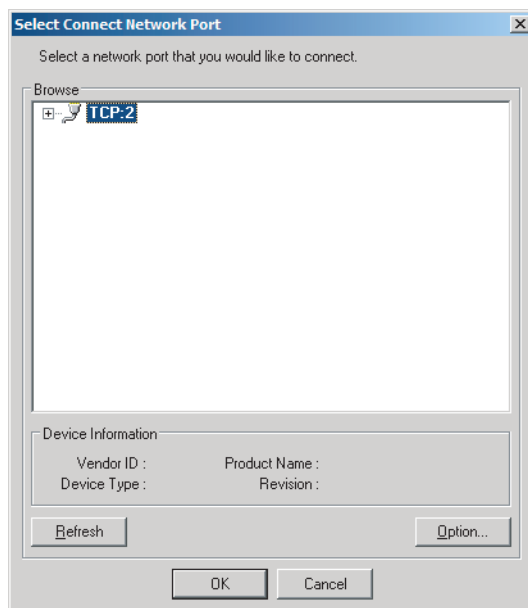 Select Connect Network Port
Select a network port that you would like to connect.
Browse
TCP:2
Device Information
Vendor ID : Product Name :
Device Type : Revision :
Refresh Option...
OK Cancel